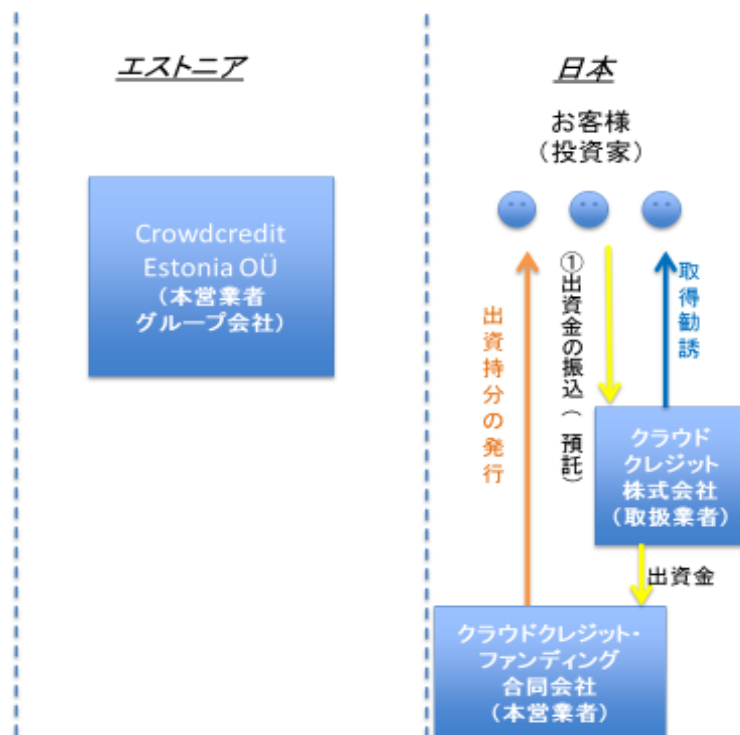 エストニア
Crowdcredit
Estonia OÜ
(本営業者
グループ会社)
日本
お客様
(投資家)
出資持分の発行
①出資金の振込(預託)
取得勧誘
クラウド
クレジット
株式会社
(取扱業者)
出資金
クラウドクレジット・
ファンディング
合同会社
(本営業者)